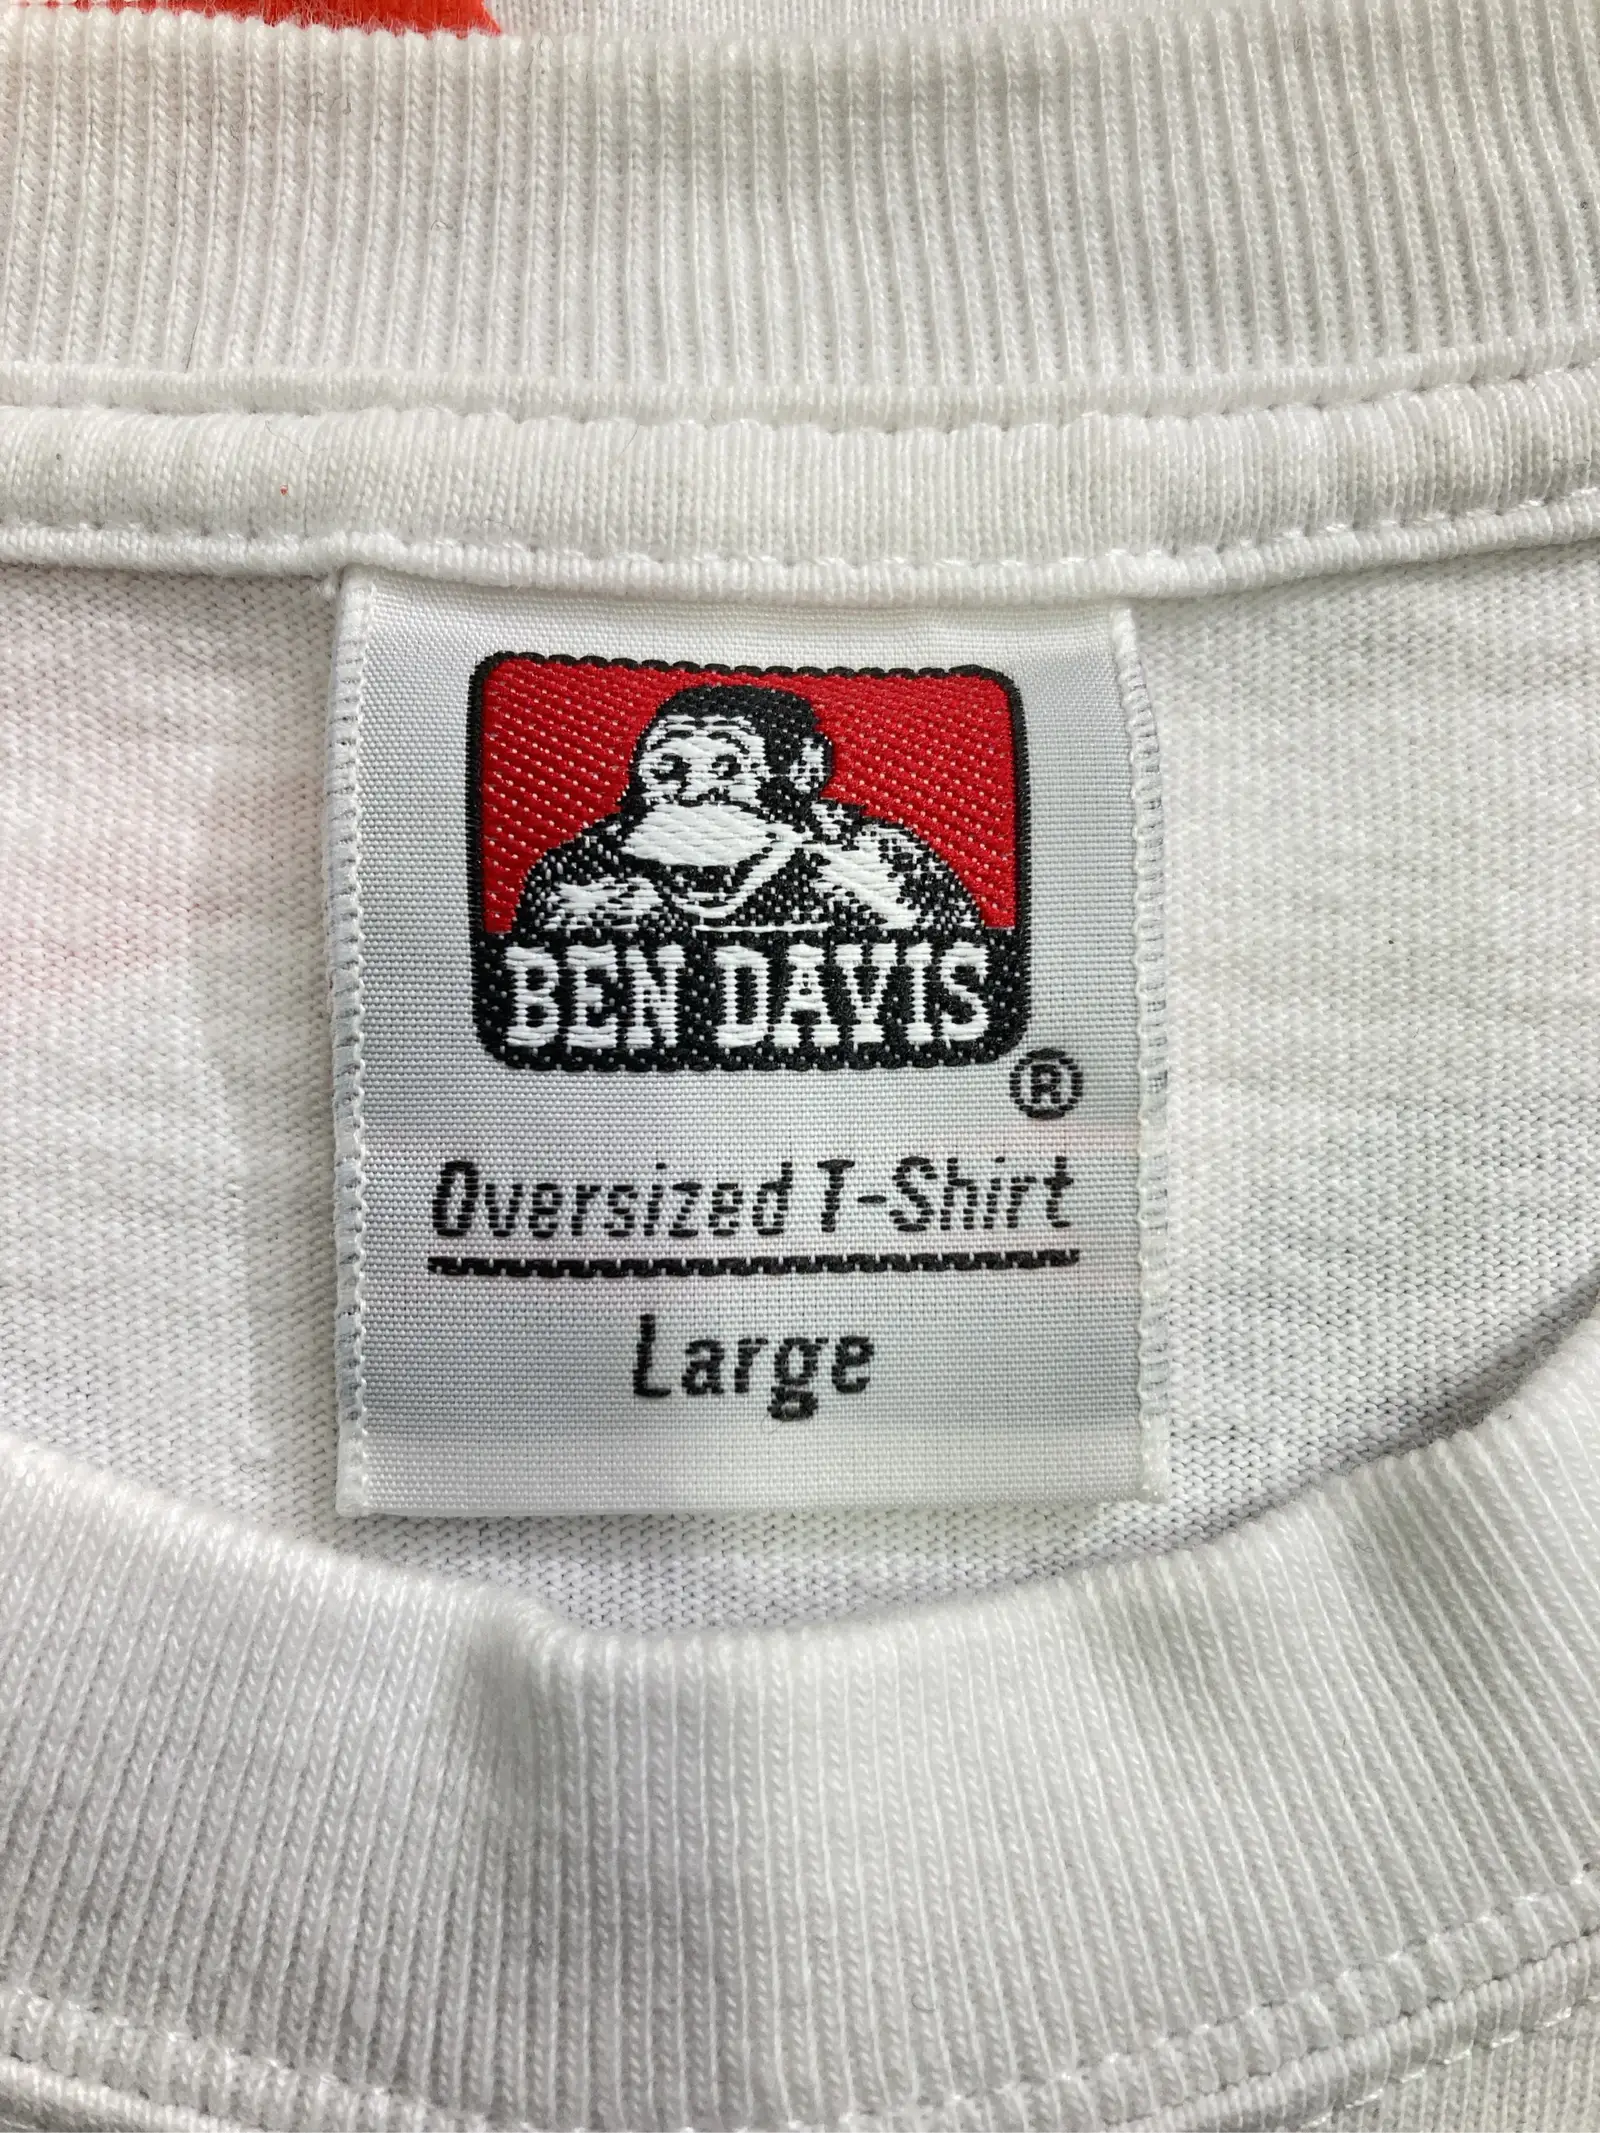 BEN DAVIS
®
Oversized T-Shirt
Large